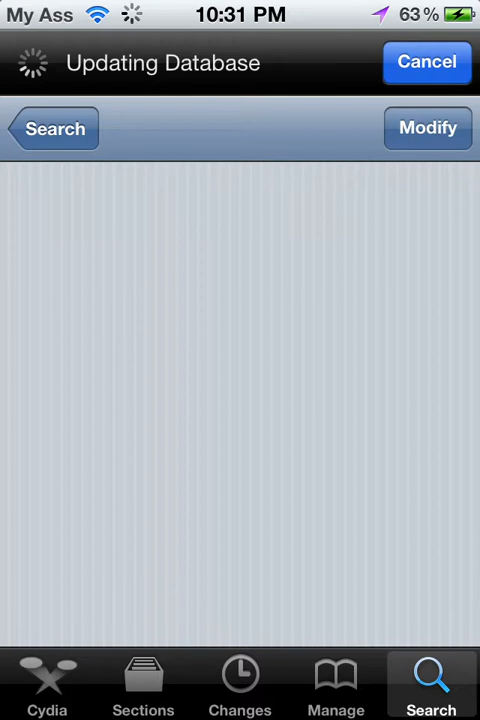 My Ass 10:31 PM 63%
Updating Database Cancel
Search Modify
Cydia Sections Changes Manage Search